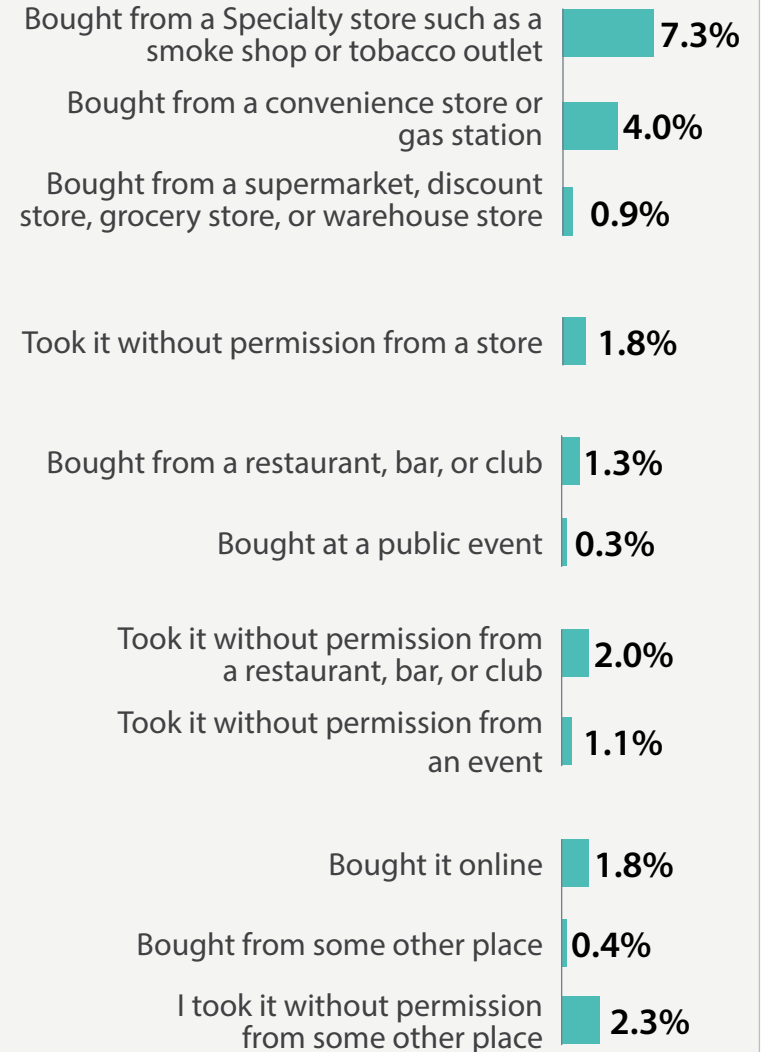 Bought from a Specialty store such as a
smoke shop or tobacco outlet
7.3%
Bought from a convenience store or
gas station
4.0%
Bought from a supermarket, discount
store, grocery store, or warehouse store
0.9%
Took it without permission from a store
1.8%
Bought from a restaurant, bar, or club
1.3%
Bought at a public event
0.3%
Took it without permission from
a restaurant, bar, or club
2.0%
Took it without permission from
an event
1.1%
Bought it online
1.8%
Bought from some other place
0.4%
I took it without permission
from some other place
2.3%